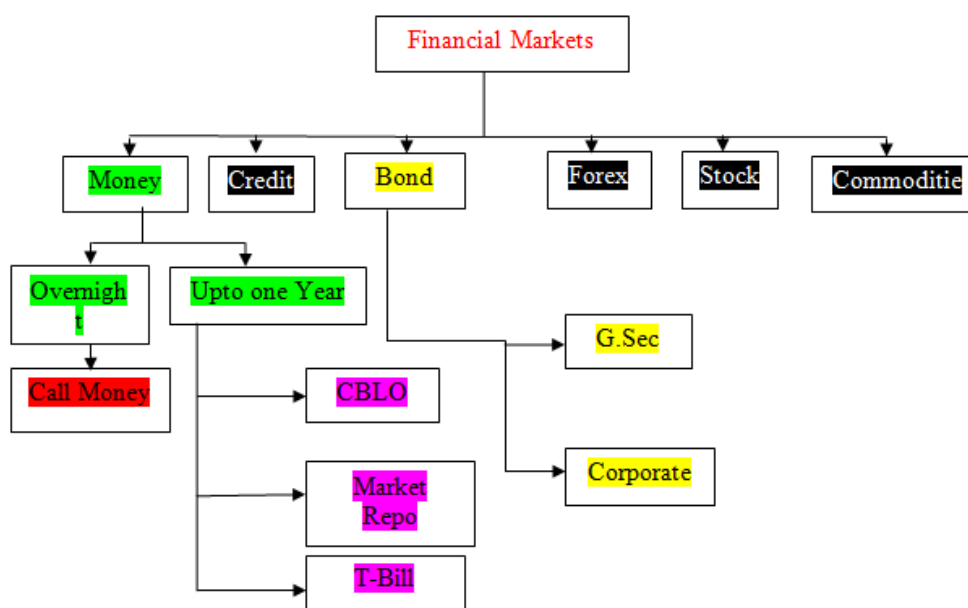 Financial Markets
Money
Credit
Bond
Forex
Stock
Commoditie
Overnigh
t
Upto one Year
G.Sec
Call Money
CBLO
Corporate
Market
Repo
T-Bill